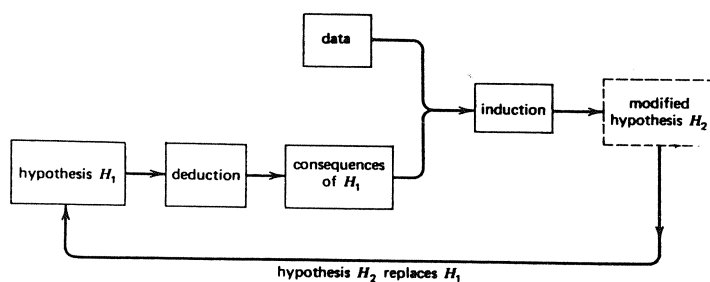 data
induction
modified
hypothesis H2
hypothesis H1
deduction
consequences
of H1
hypothesis H2 replaces H1